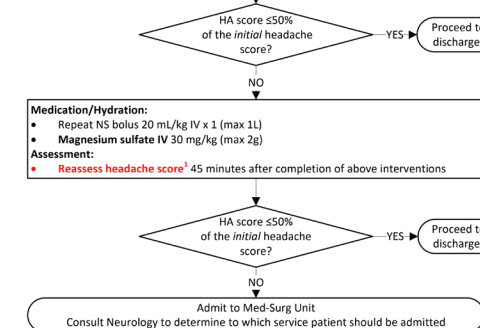 HA score ≤50%
of the initial headache
score?
YES
Proceed to
discharge
NO
Medication/Hydration:
• Repeat NS bolus 20 mL/kg IV x 1 (max 1L)
• Magnesium sulfate IV 30 mg/kg (max 2g)
Assessment:
• Reassess headache score¹ 45 minutes after completion of above interventions
HA score ≤50%
of the initial headache
score?
YES
Proceed to
discharge
NO
Admit to Med-Surg Unit
Consult Neurology to determine to which service patient should be admitted